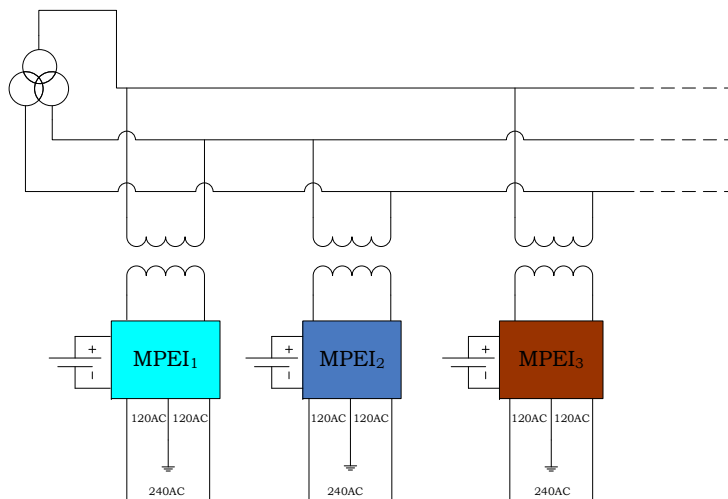 +
MPEI₁
–
+
MPEI₂
–
+
MPEI₃
–
120AC 120AC
120AC 120AC
120AC 120AC
240AC
240AC
240AC